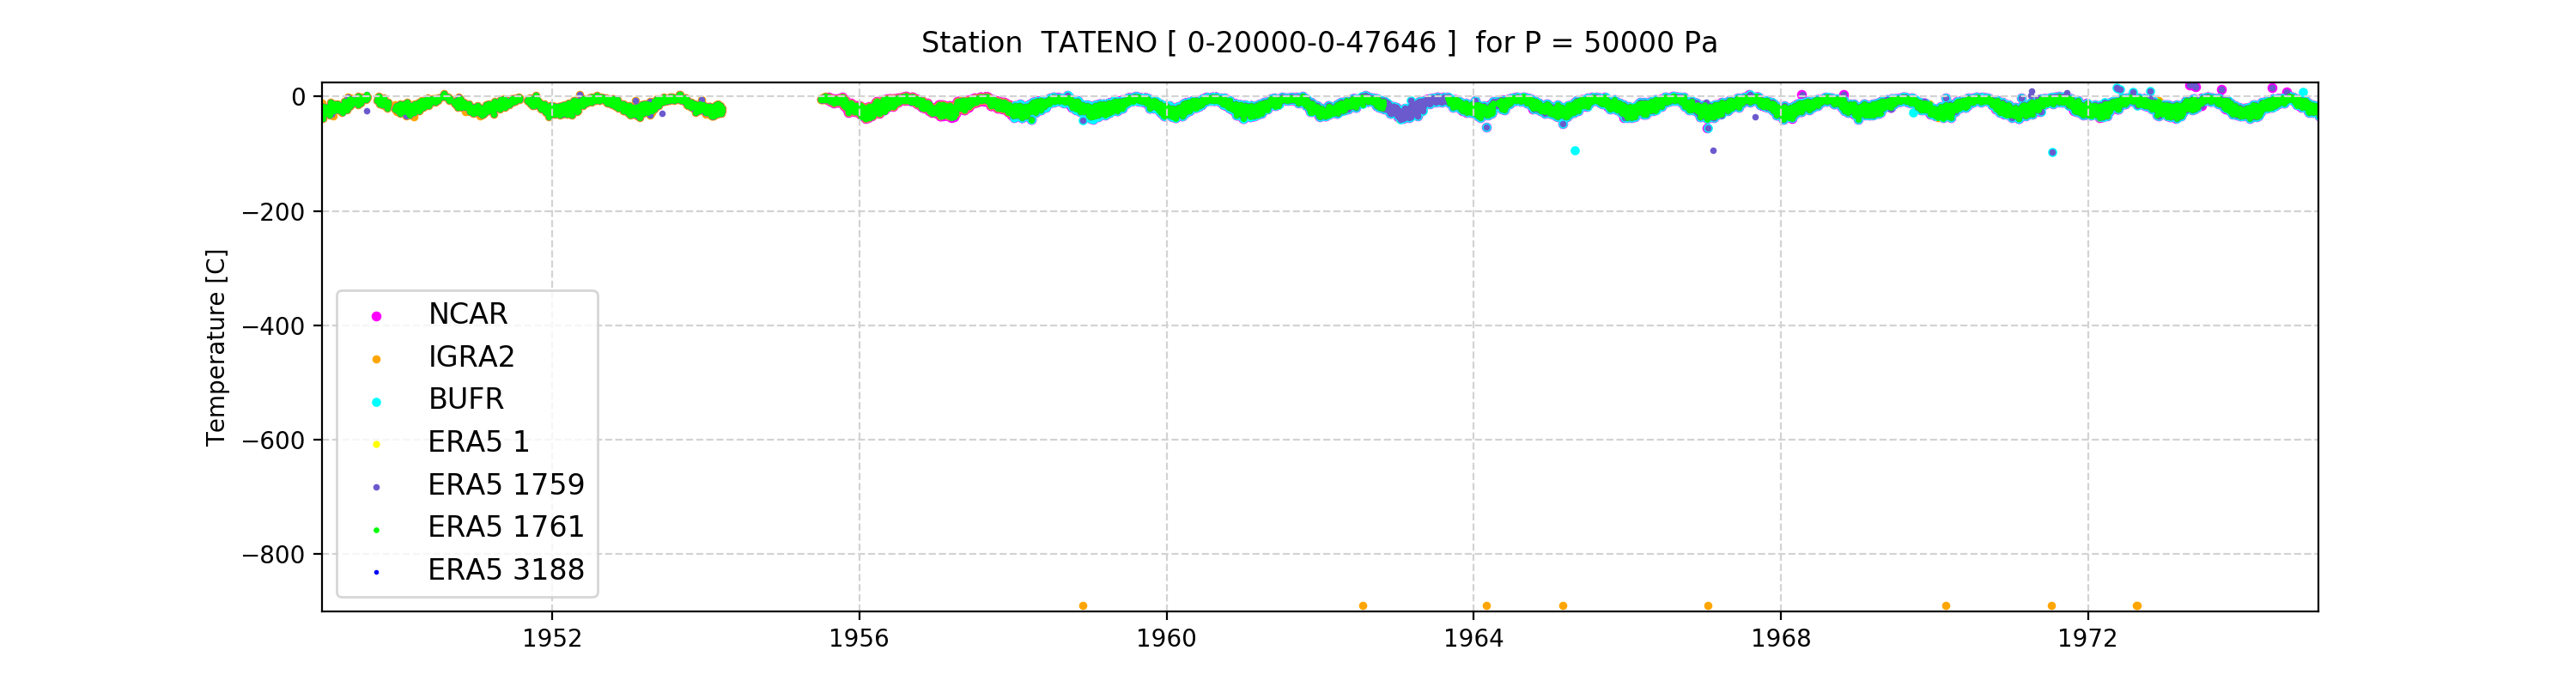 Station  TATENO [ 0-20000-0-47646 ]  for P = 50000 Pa
Temperature [C]
0
−200
−400
−600
−800
NCAR
IGRA2
BUFR
ERA5 1
ERA5 1759
ERA5 1761
ERA5 3188
1952 1956 1960 1964 1968 1972